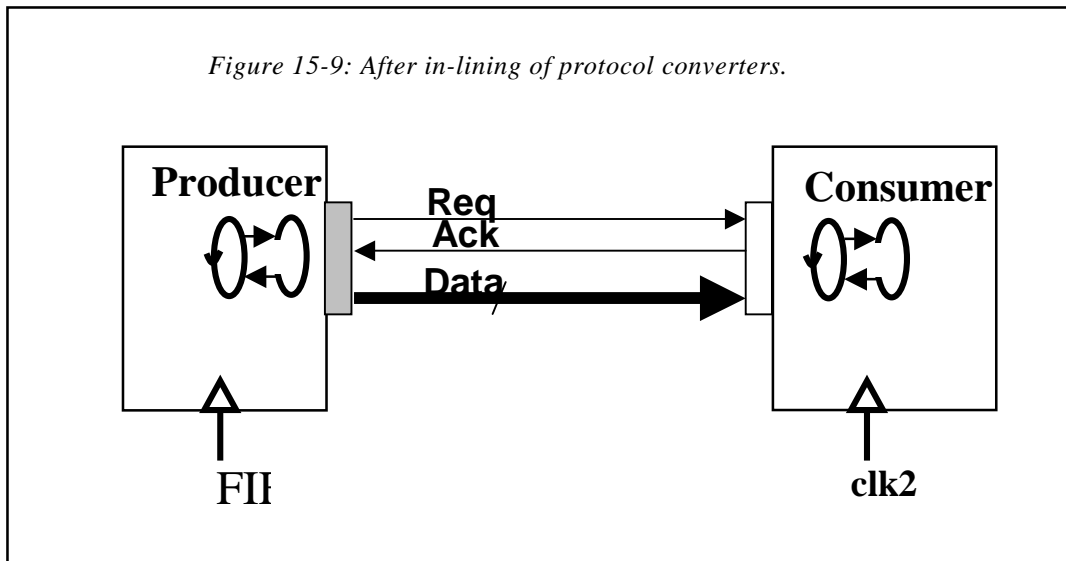 Figure 15-9: After in-lining of protocol converters.
Producer
Consumer
Req
Ack
Data
clk2